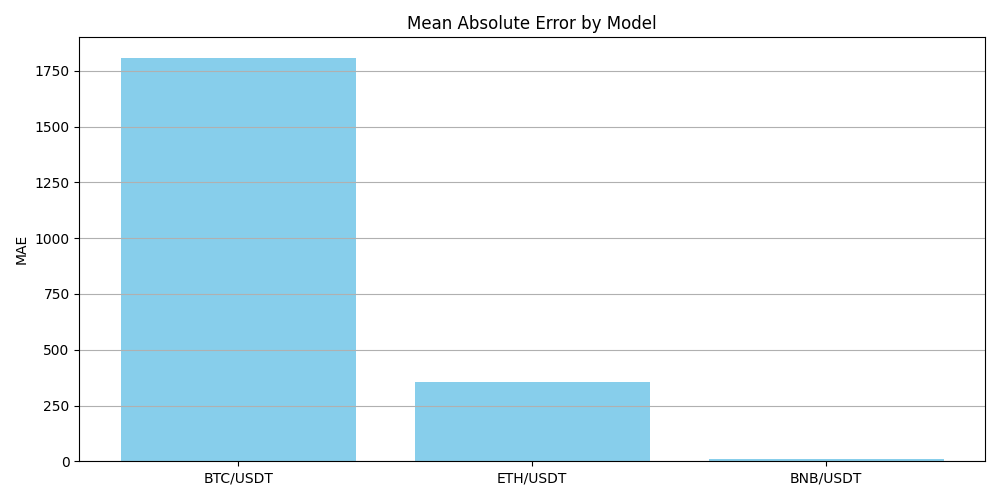 Mean Absolute Error by Model
MAE
1750
1500
1250
1000
750
500
250
0
BTC/USDT
ETH/USDT
BNB/USDT